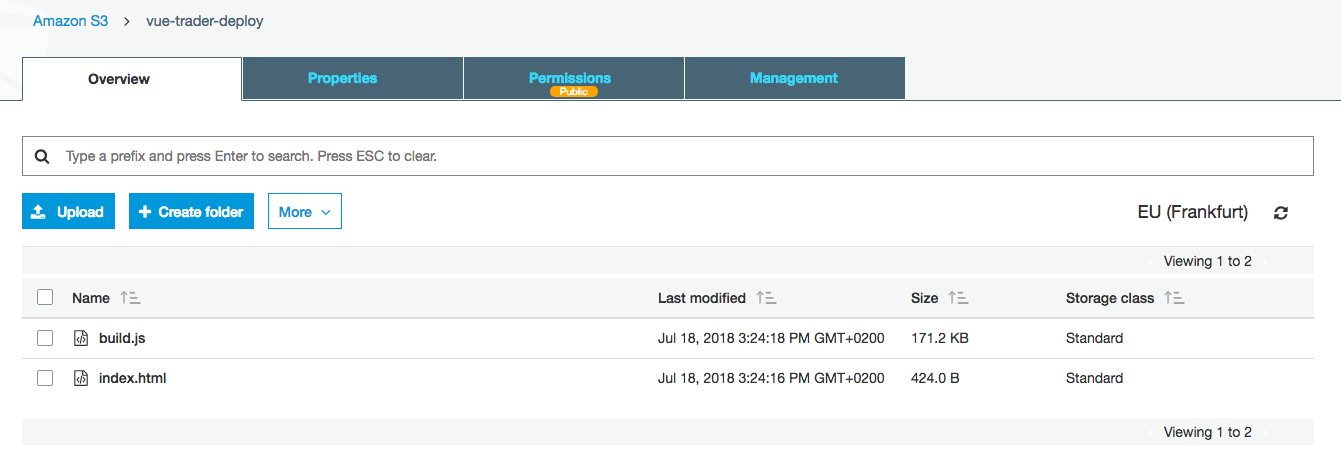 Amazon S3 > vue-trader-deploy
Overview Properties Permissions Management
Public
Type a prefix and press Enter to search. Press ESC to clear.
Upload Create folder More EU (Frankfurt)
Viewing 1 to 2
Name Last modified Size Storage class
build.js Jul 18, 2018 3:24:18 PM GMT+0200 171.2 KB Standard
index.html Jul 18, 2018 3:24:16 PM GMT+0200 424.0 B Standard
Viewing 1 to 2